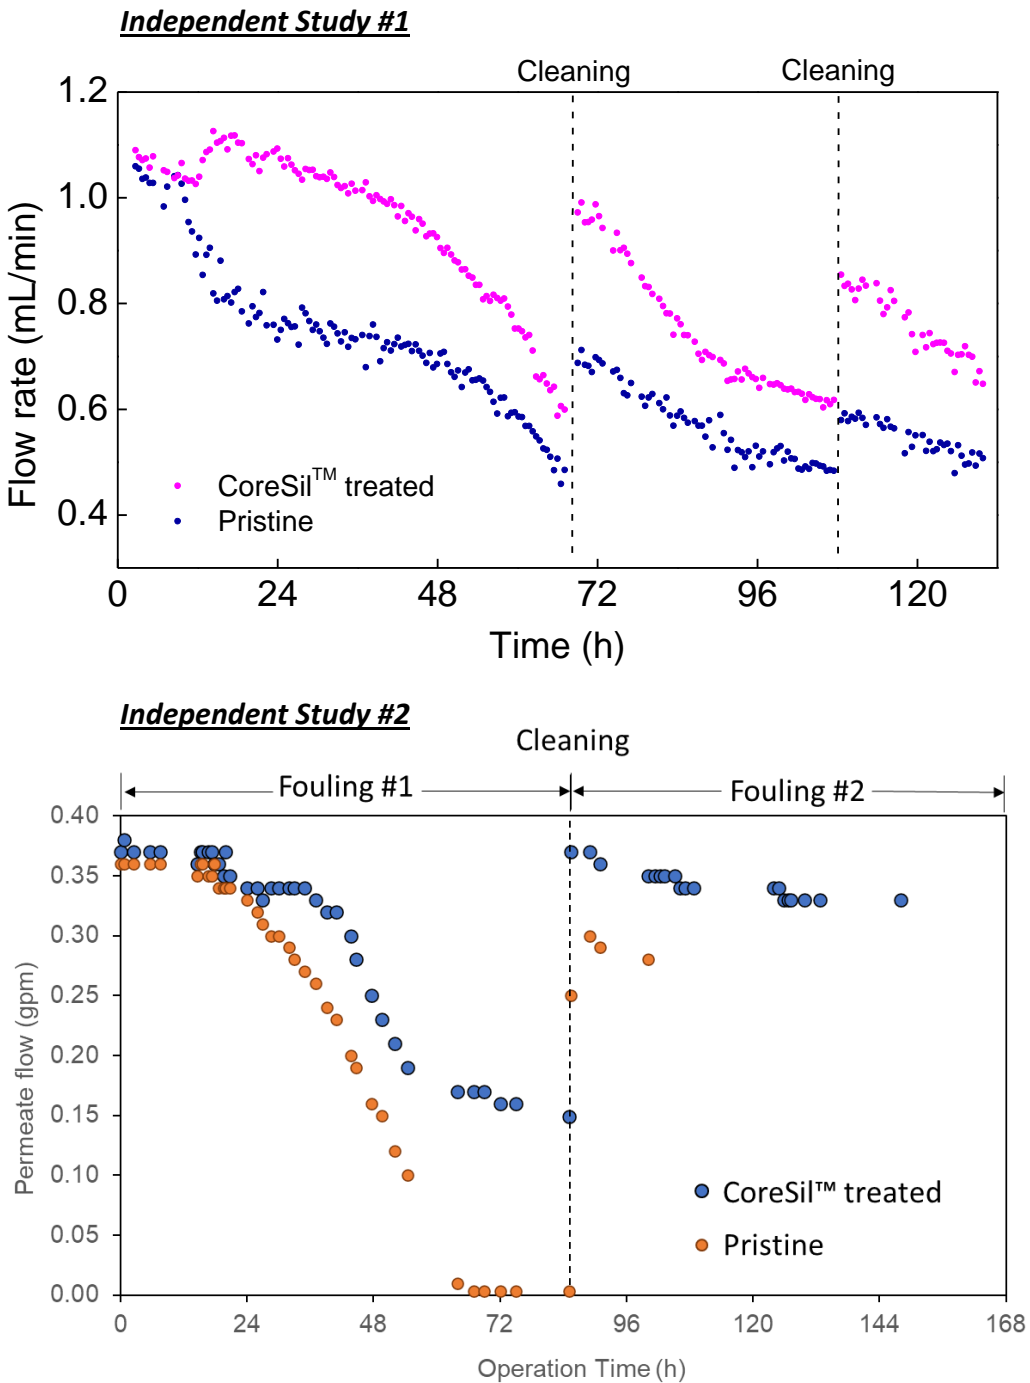 Independent Study #1
Cleaning Cleaning
1.2
1.0
0.8
0.6
0.4
Flow rate (mL/min)
CoreSil™ treated
Pristine
0 24 48 72 96 120
Time (h)
Independent Study #2
Cleaning
Fouling #1 Fouling #2
0.40
0.35
0.30
0.25
0.20
0.15
0.10
0.05
0.00
Permeate flow (gpm)
CoreSil™ treated
Pristine
0 24 48 72 96 120 144 168
Operation Time (h)